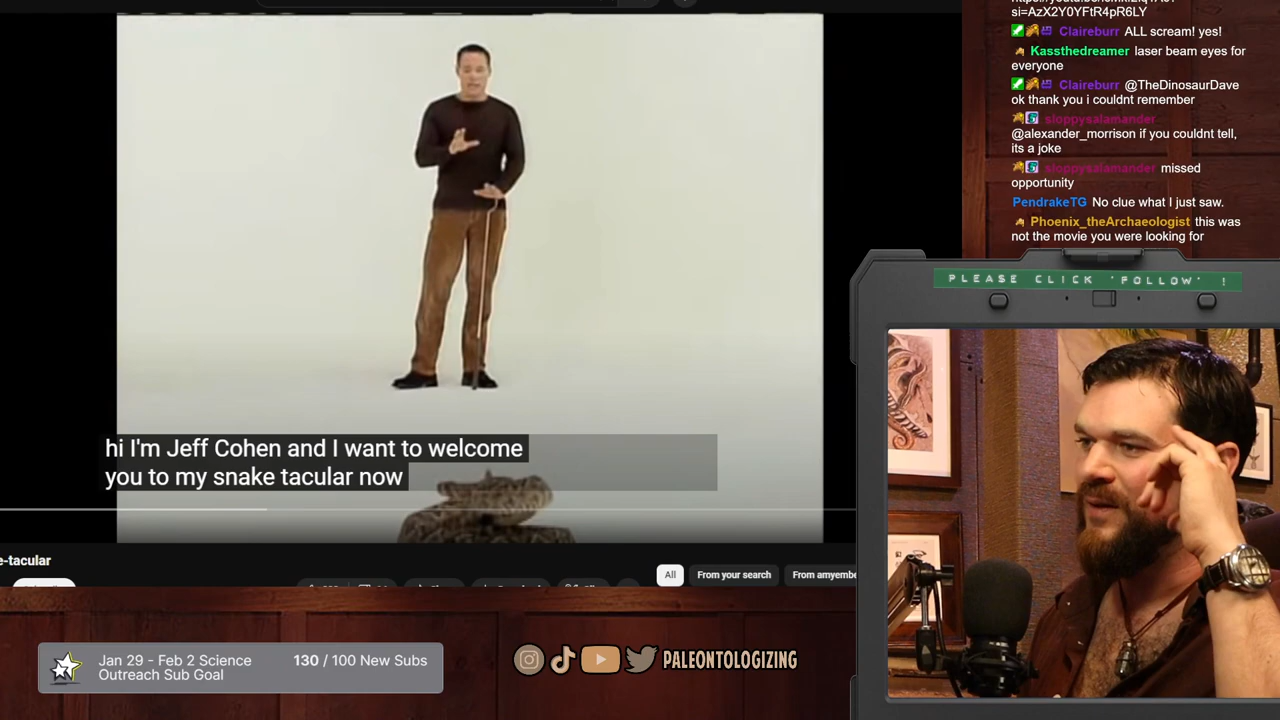 si=AzX2Y0YFtR4pR6LY
Claireburr ALL scream! yes!
Kassthedreamer laser beam eyes for
everyone
Claireburr @TheDinosaurDave
ok thank you i couldnt remember
sloppysalamander
@alexander_morrison if you couldnt tell,
its a joke
sloppysalamander missed
opportunity
PendrakeTG No clue what I just saw.
Phoenix_theArchaeologist this was
not the movie you were looking for
PLEASE CLICK 'FOLLOW' !
hi I'm Jeff Cohen and I want to welcome
you to my snake tacular now
e-tacular
All
From your search
From amyembe
Jan 29 - Feb 2 Science
Outreach Sub Goal
130 / 100 New Subs
PALEONTOLOGIZING